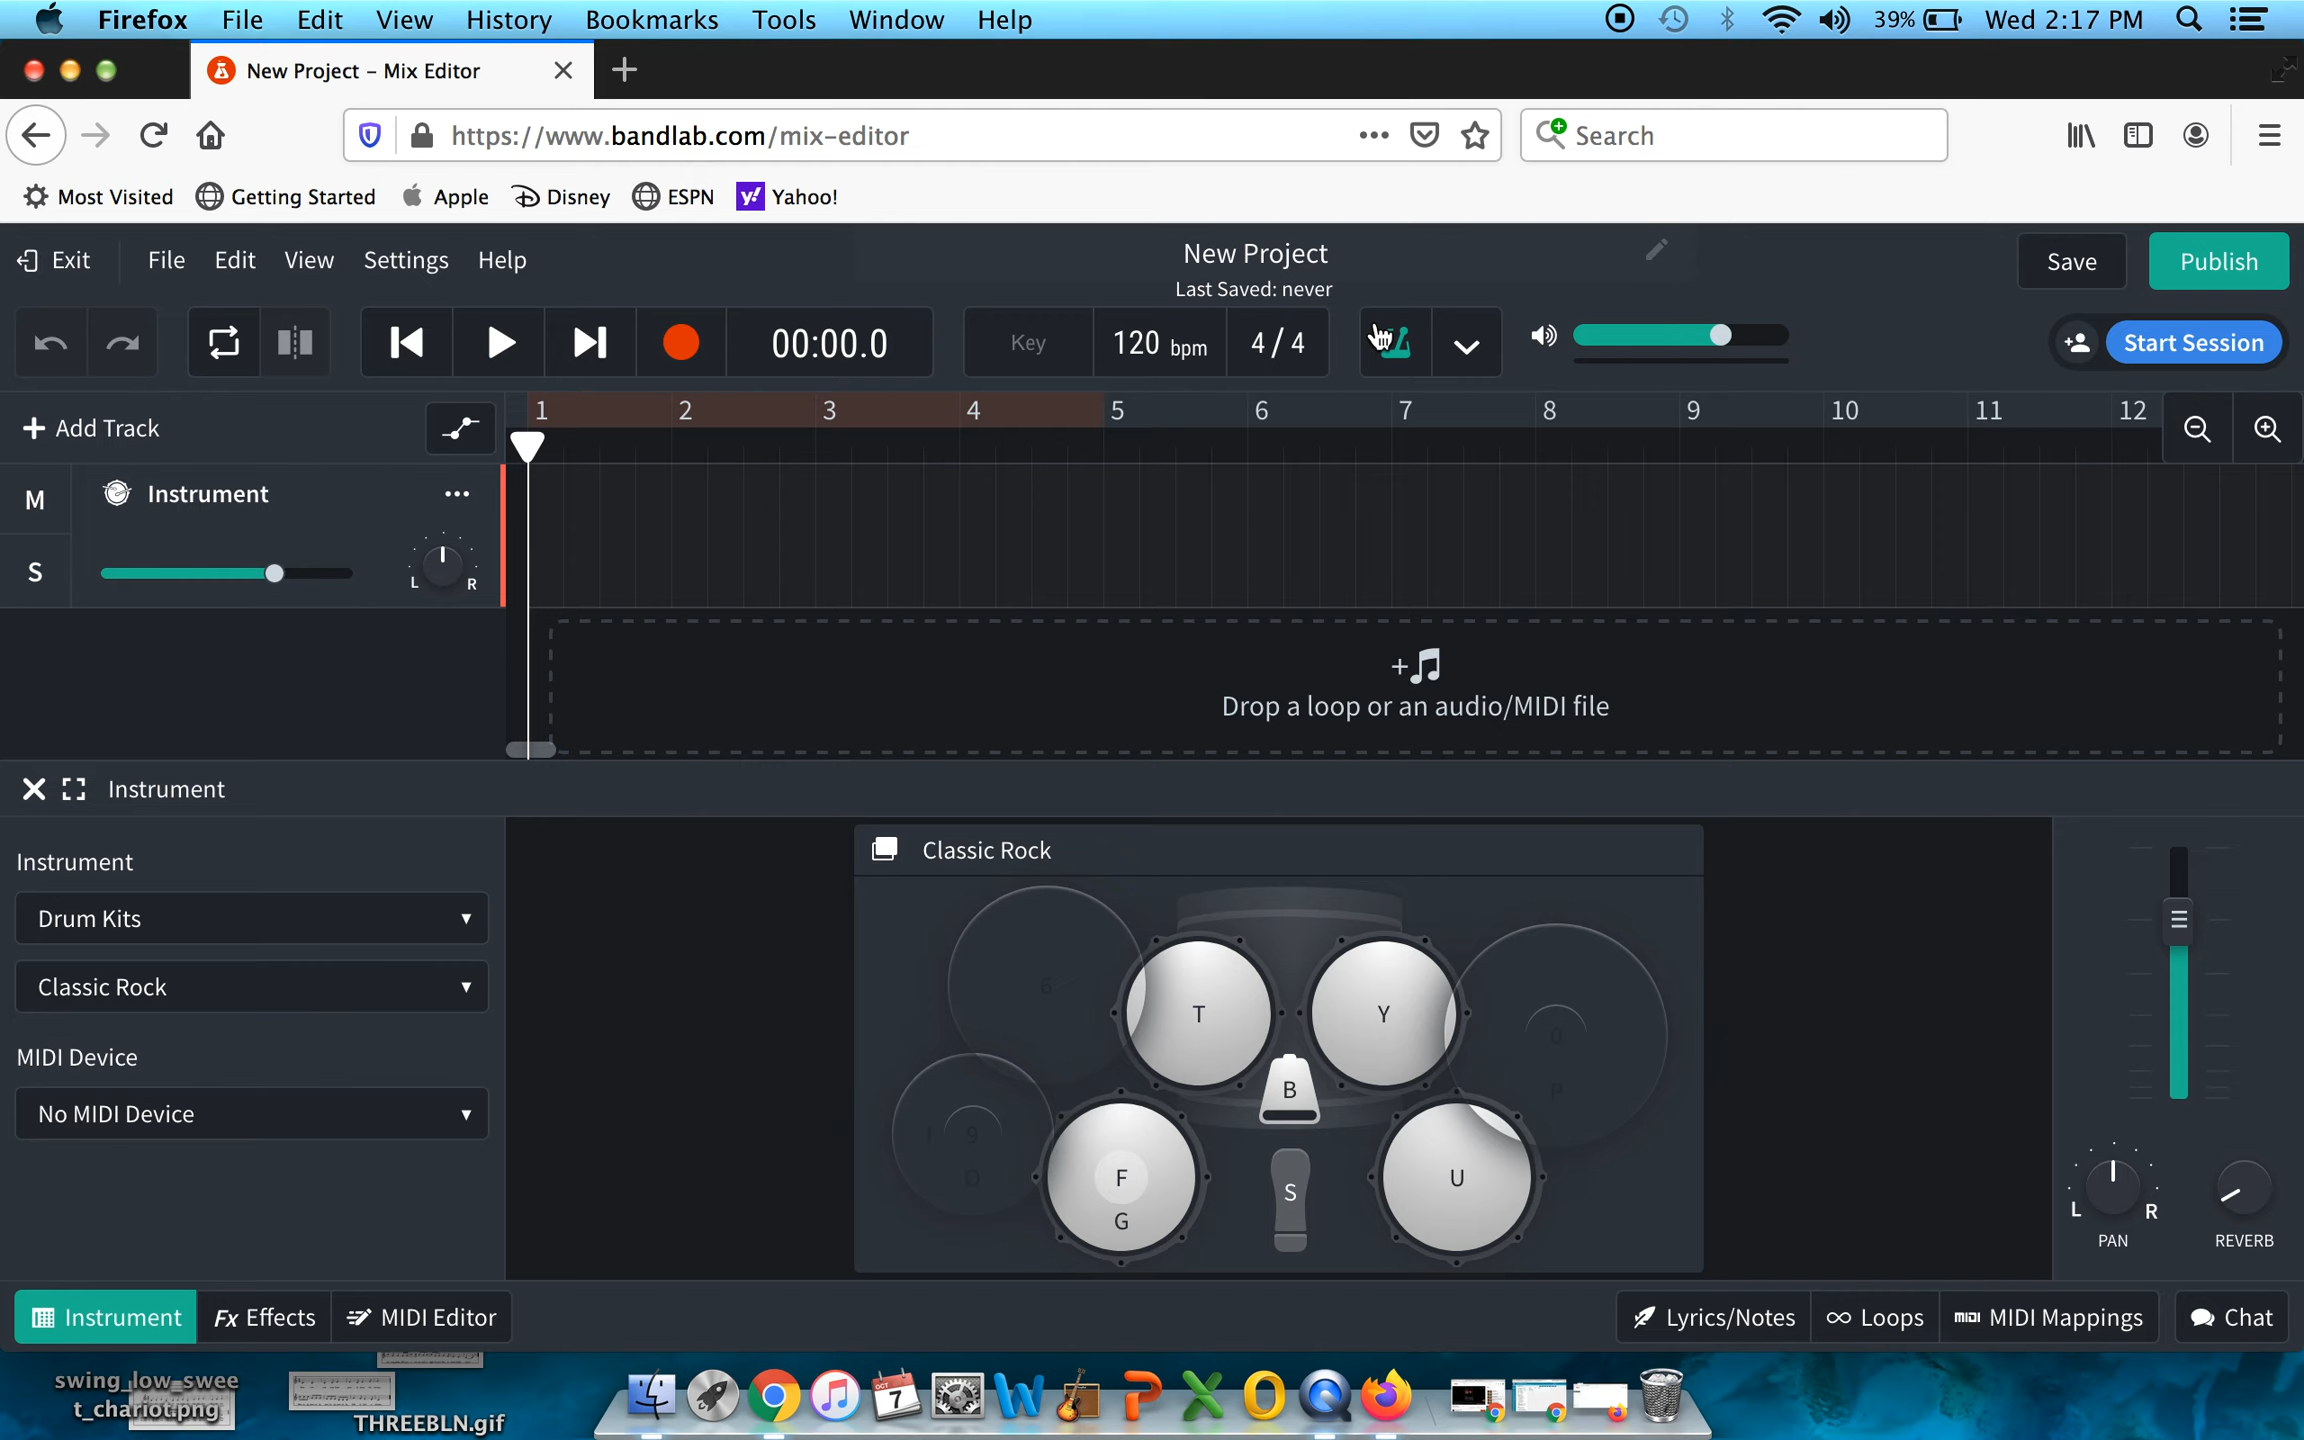 Firefox File Edit View History Bookmarks Tools Window Help 39% Wed 2:17 PM
New Project – Mix Editor
https://www.bandlab.com/mix-editor Search
Most Visited Getting Started Apple Disney ESPN Yahoo!
Exit File Edit View Settings Help New Project Save Publish
Last Saved: never
00:00.0 Key 120 bpm 4 / 4 Start Session
+ Add Track 1 2 3 4 5 6 7 8 9 10 11 12
M Instrument
S L R
Drop a loop or an audio/MIDI file
Instrument
Instrument Classic Rock
Drum Kits
Classic Rock
MIDI Device
No MIDI Device
6 T Y 0
B P
I 9 O F G S U
L R
PAN REVERB
Instrument Fx Effects MIDI Editor Lyrics/Notes Loops MIDI Mappings Chat
swing_low_swee
t_chariot.png
THREEBLN.gif
OCT
7